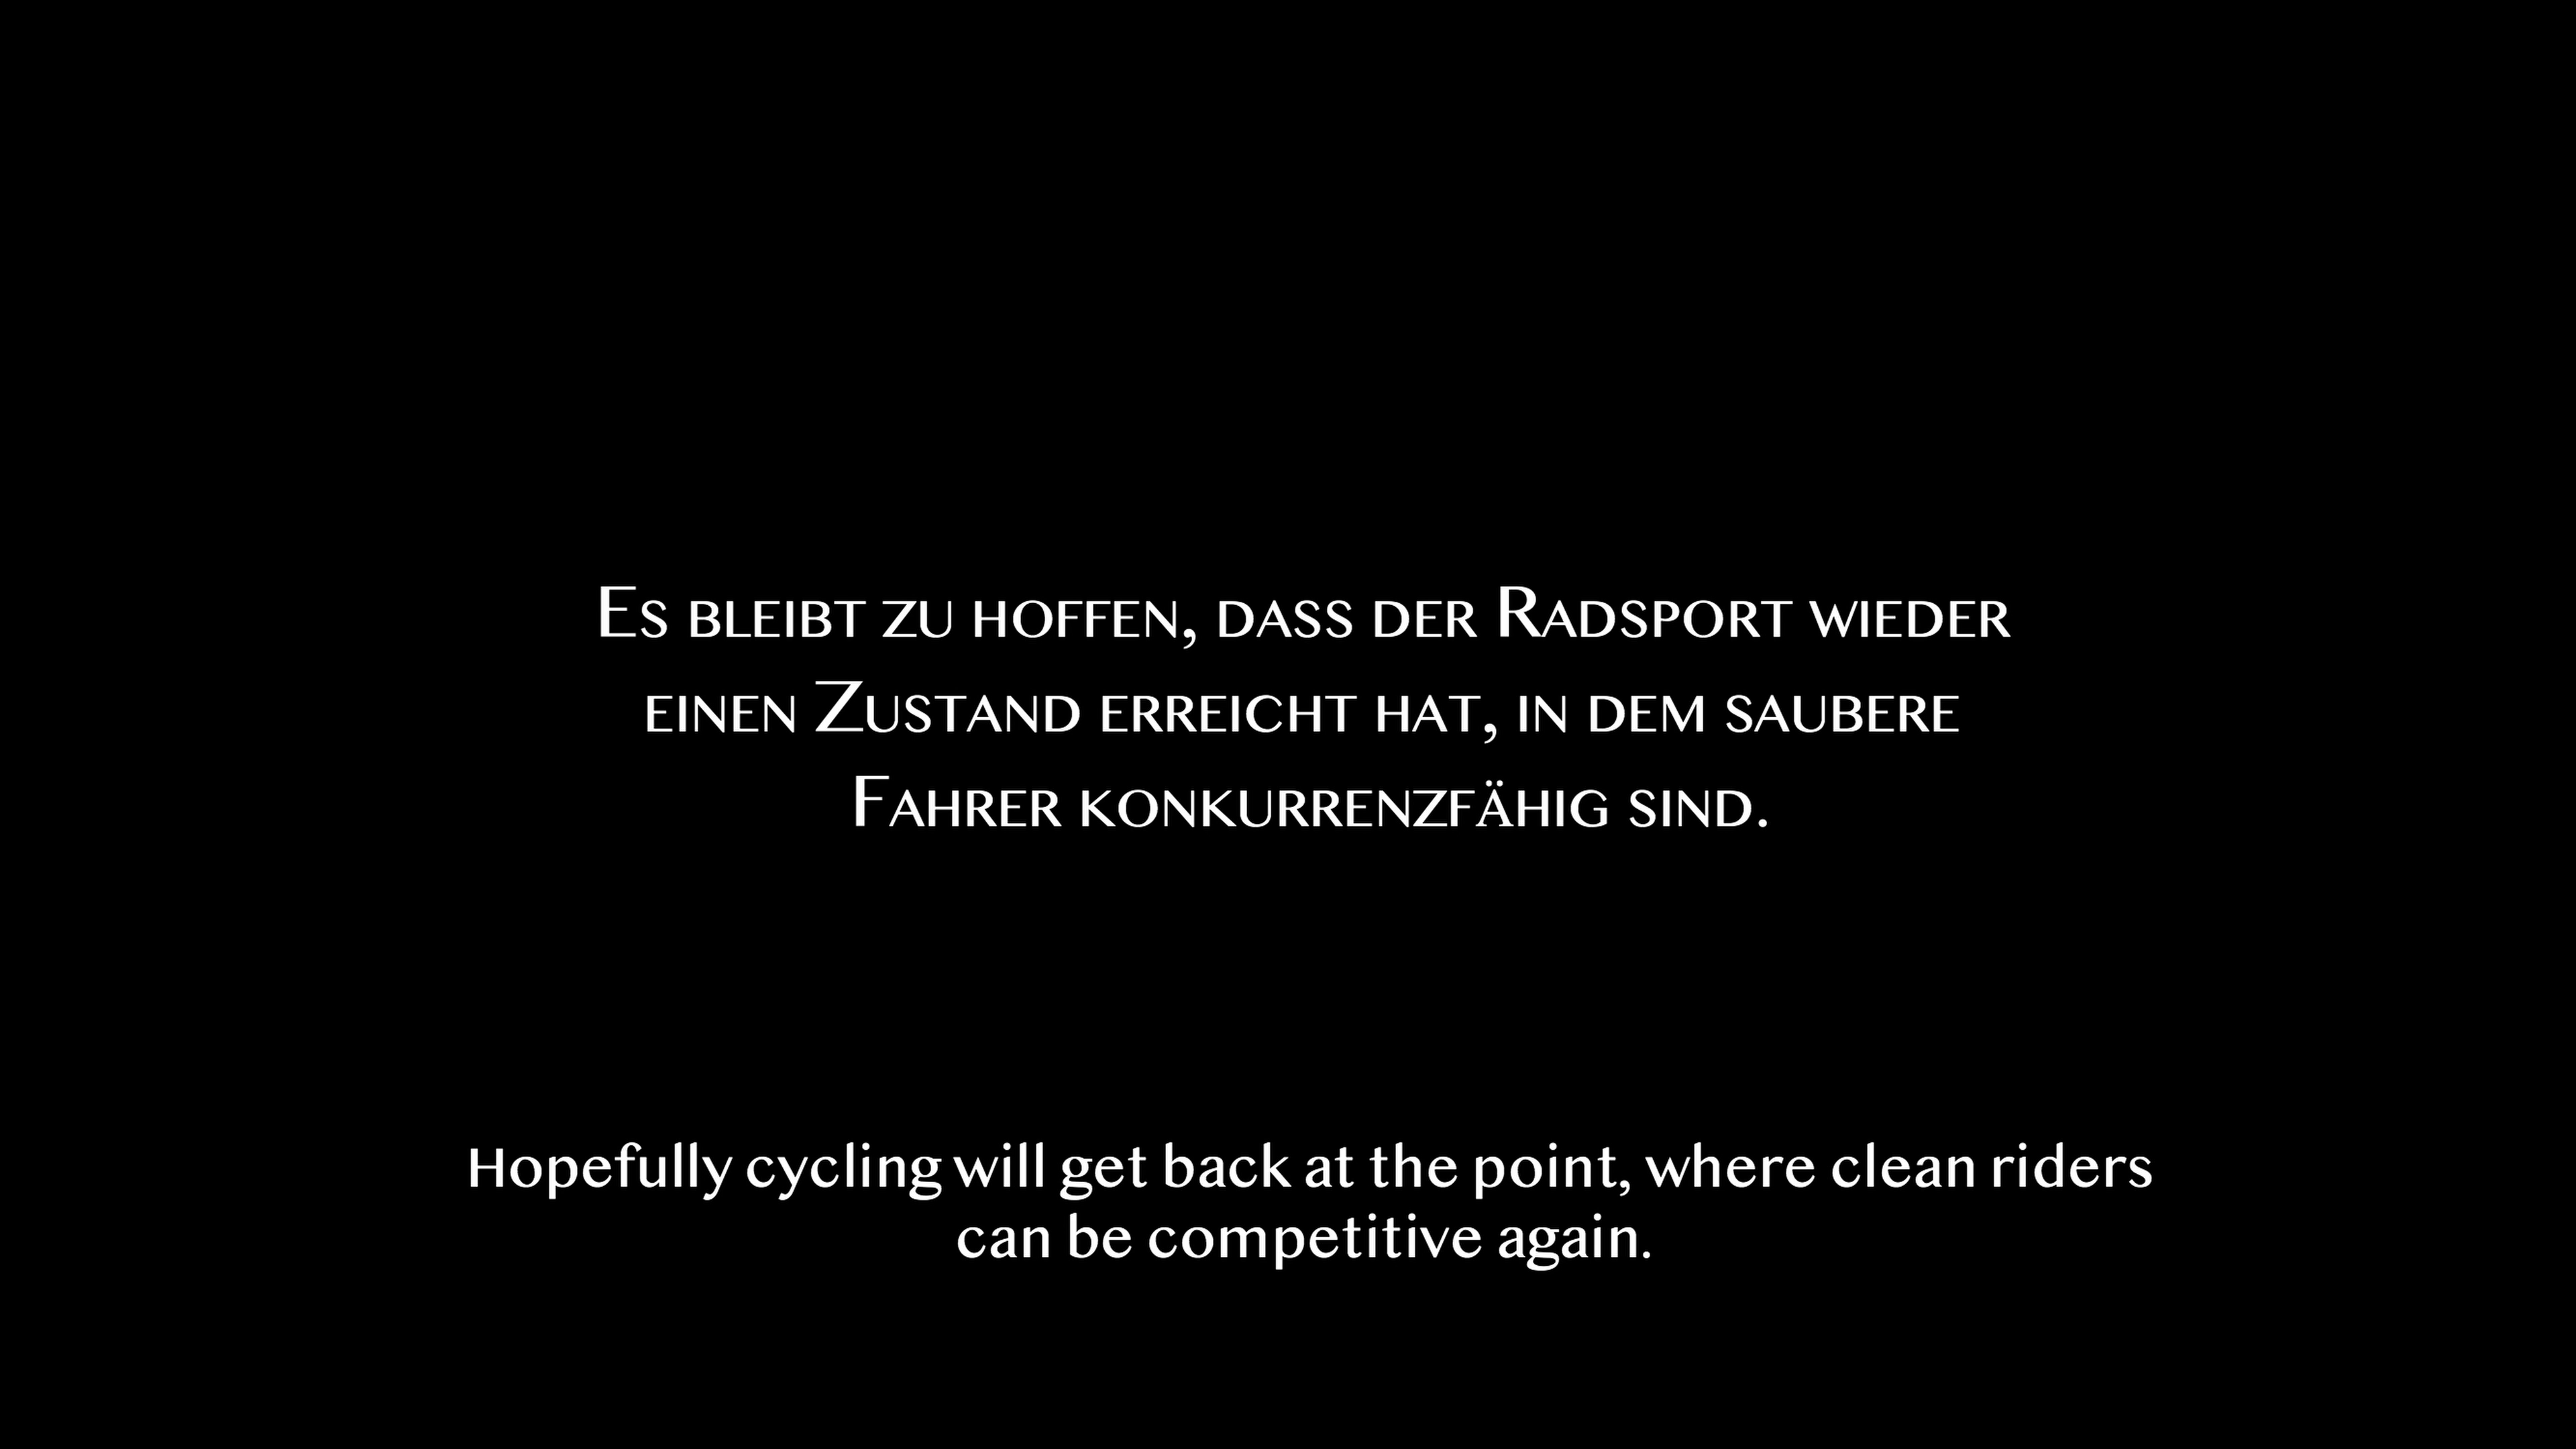 Es bleibt zu hoffen, dass der Radsport wieder
einen Zustand erreicht hat, in dem saubere
Fahrer konkurrenzfähig sind.
Hopefully cycling will get back at the point, where clean riders
can be competitive again.